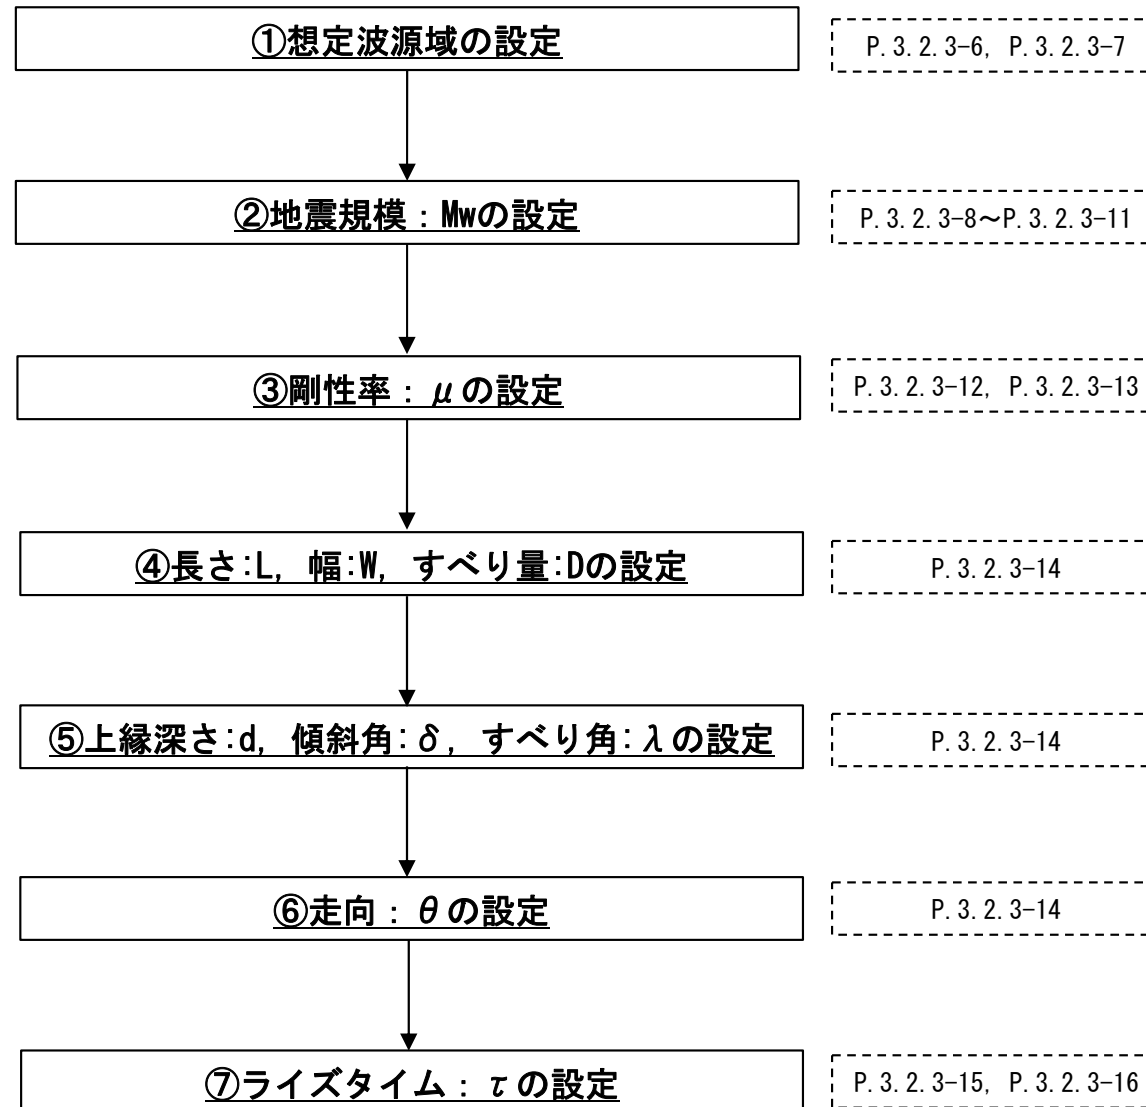 ①想定波源域の設定
P.3.2.3-6, P.3.2.3-7
②地震規模：Mwの設定
P.3.2.3-8～P.3.2.3-11
③剛性率：μの設定
P.3.2.3-12, P.3.2.3-13
④長さ:L, 幅:W, すべり量:Dの設定
P.3.2.3-14
⑤上縁深さ:d, 傾斜角:δ, すべり角:λの設定
P.3.2.3-14
⑥走向：θの設定
P.3.2.3-14
⑦ライズタイム：τの設定
P.3.2.3-15, P.3.2.3-16